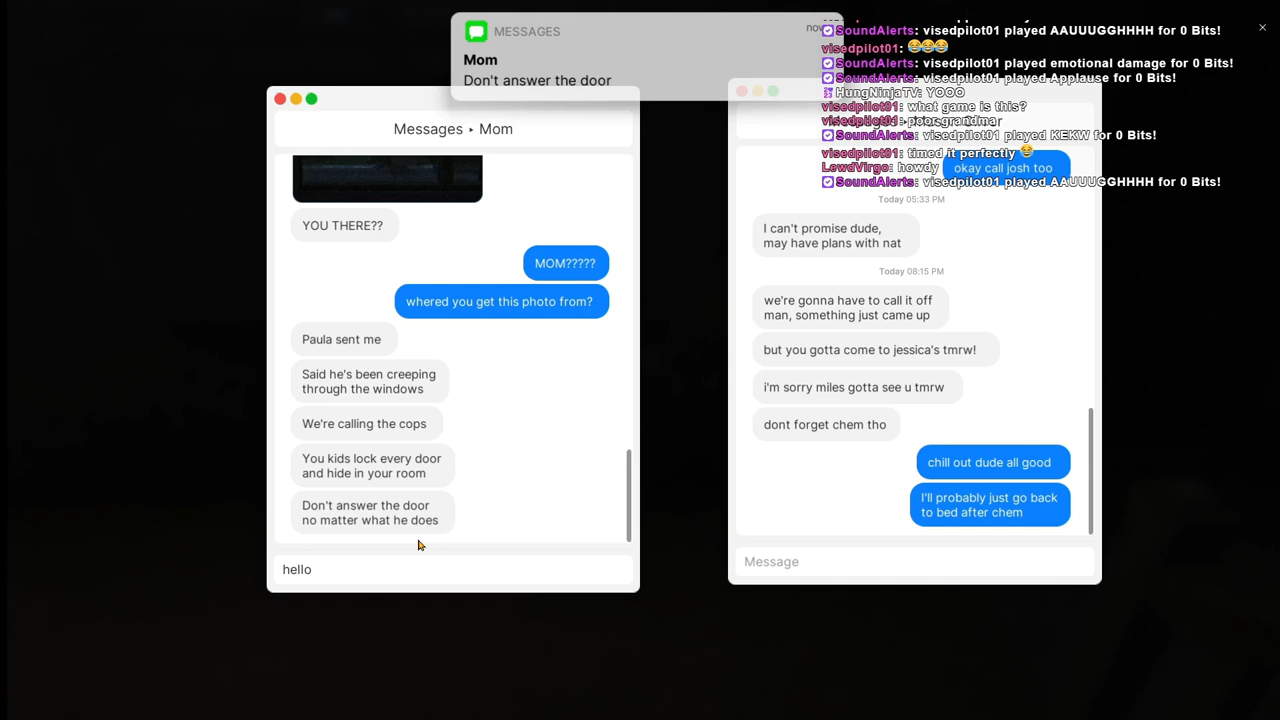 MESSAGES
Mom
Don't answer the door
Messages ▸ Mom
YOU THERE??
MOM?????
whered you get this photo from?
Paula sent me
Said he's been creeping
through the windows
We're calling the cops
You kids lock every door
and hide in your room
Don't answer the door
no matter what he does
hello
SoundAlerts: visedpilot01 played AAUUUGGHHHH for 0 Bits!
visedpilot01: 😂😂😂
SoundAlerts: visedpilot01 played emotional damage for 0 Bits!
SoundAlerts: visedpilot01 played Applause for 0 Bits!
HungNinjaTV: YOOO
visedpilot01: what game is this?
visedpilot01: poor grandma
SoundAlerts: visedpilot01 played KEKW for 0 Bits!
visedpilot01: timed it perfectly 😂
LewdVirgo: howdy
SoundAlerts: visedpilot01 played AAUUUGGHHHH for 0 Bits!
okay call josh too
Today 05:33 PM
I can't promise dude,
may have plans with nat
Today 08:15 PM
we're gonna have to call it off
man, something just came up
but you gotta come to jessica's tmrw!
i'm sorry miles gotta see u tmrw
dont forget chem tho
chill out dude all good
I'll probably just go back
to bed after chem
Message